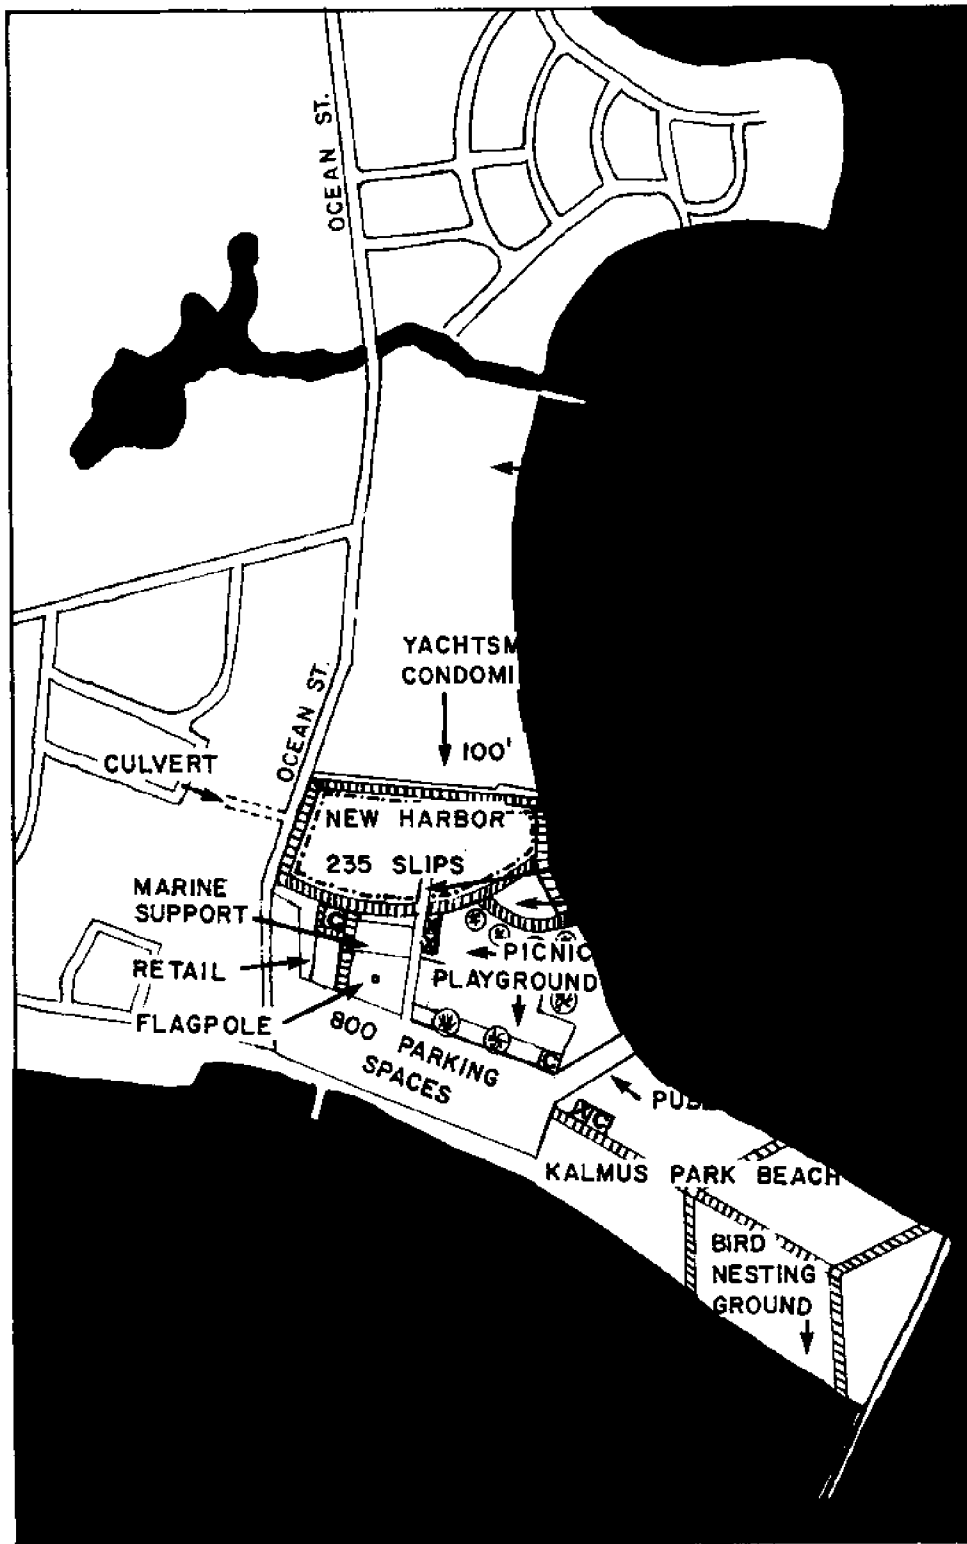 OCEAN ST.
YACHTSM
CONDOMI
100'
OCEAN ST.
CULVERT
NEW HARBOR
235 SLIPS
MARINE
SUPPORT
C
RETAIL
PICNIC
PLAYGROUND
FLAGPOLE
800 PARKING
SPACES
C
C
KALMUS PARK BEACH
BIRD
NESTING
GROUND